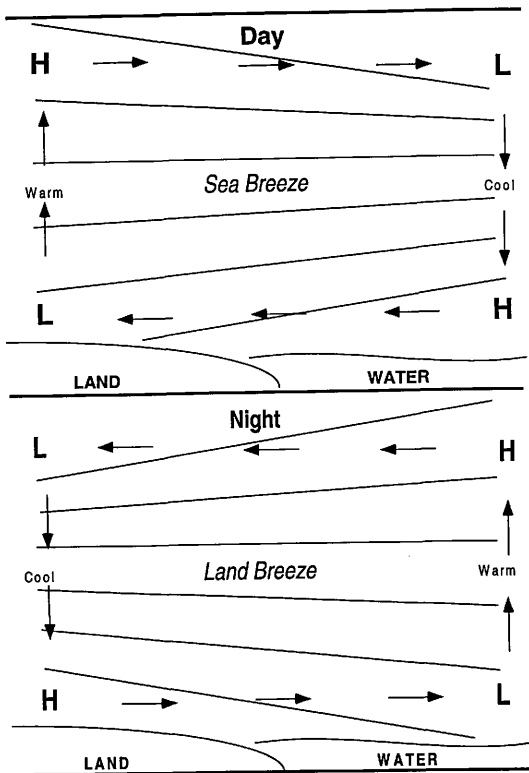 Day
H L
Warm Sea Breeze Cool
L H
LAND WATER
Night
L H
Cool Land Breeze Warm
H L
LAND WATER